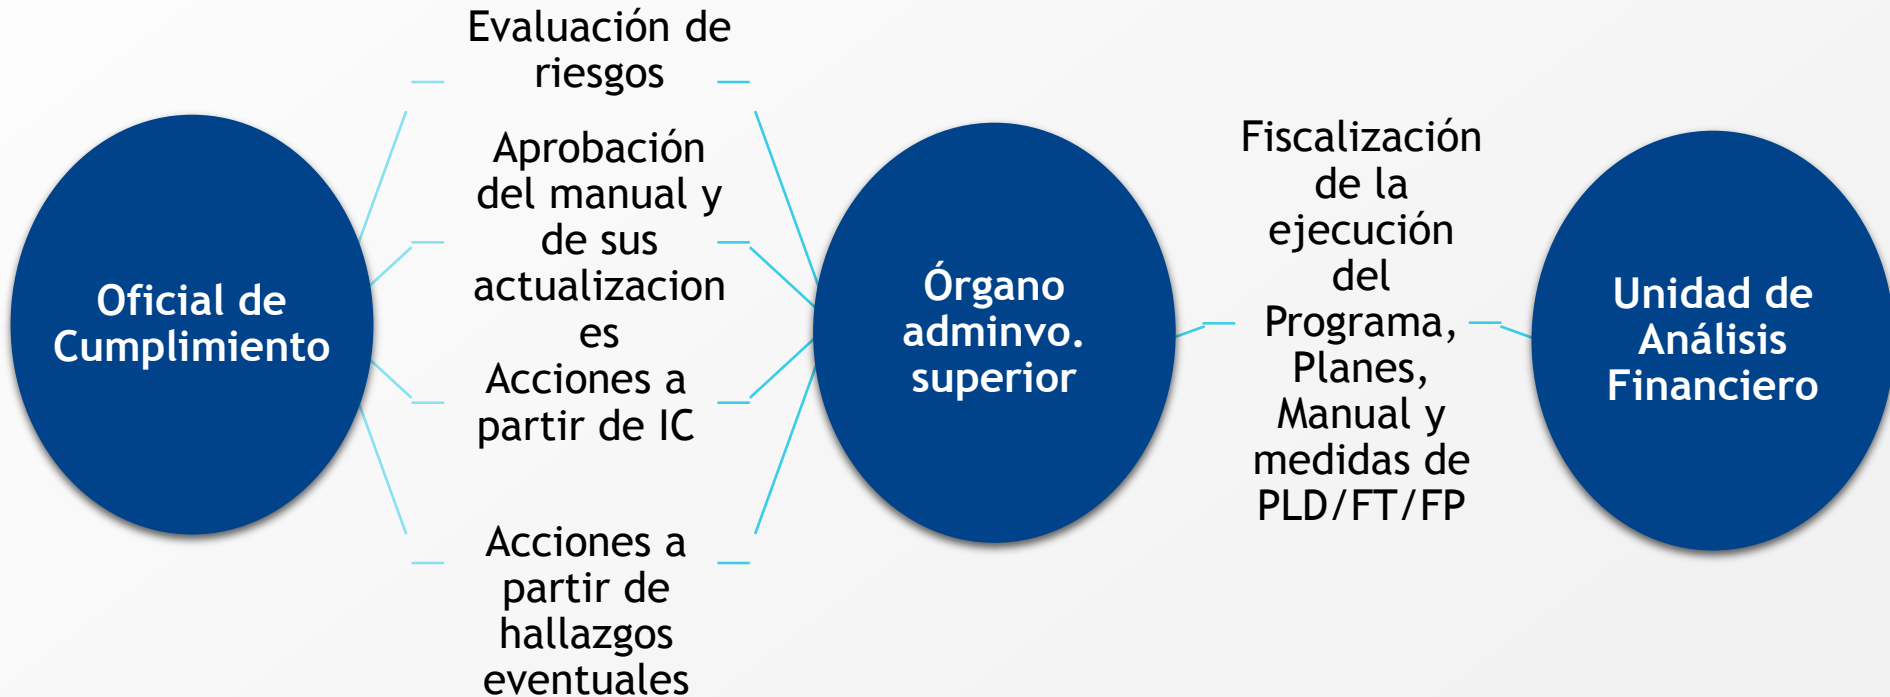 Oficial de
Cumplimiento
Evaluación de
riesgos
Aprobación
del manual y
de sus
actualizacion
es
Acciones a
partir de IC
Acciones a
partir de
hallazgos
eventuales
Órgano
adminvo.
superior
Fiscalización
de la
ejecución
del
Programa,
Planes,
Manual y
medidas de
PLD/FT/FP
Unidad de
Análisis
Financiero